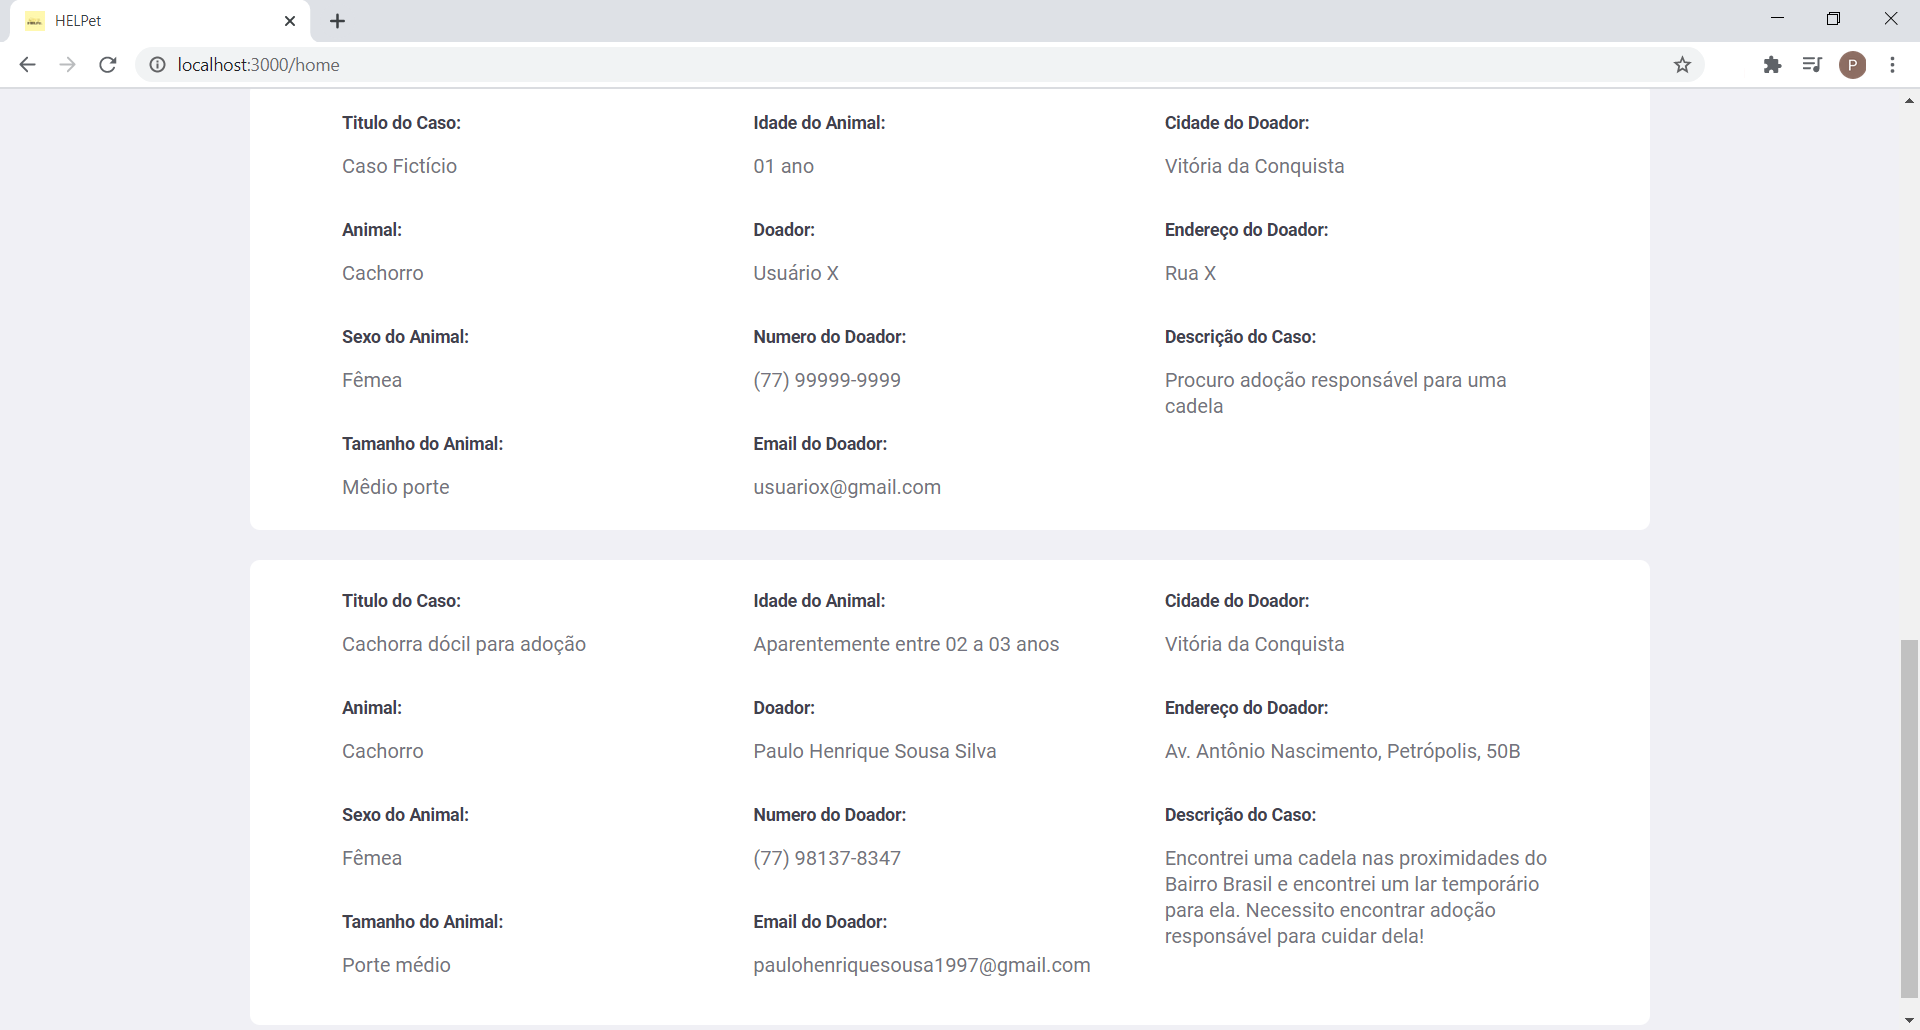 HELPet
localhost:3000/home
P
Titulo do Caso:
Caso Fictício
Idade do Animal:
01 ano
Cidade do Doador:
Vitória da Conquista
Animal:
Cachorro
Doador:
Usuário X
Endereço do Doador:
Rua X
Sexo do Animal:
Fêmea
Numero do Doador:
(77) 99999-9999
Descrição do Caso:
Procuro adoção responsável para uma
cadela
Tamanho do Animal:
Mêdio porte
Email do Doador:
usuariox@gmail.com
Titulo do Caso:
Cachorra dócil para adoção
Idade do Animal:
Aparentemente entre 02 a 03 anos
Cidade do Doador:
Vitória da Conquista
Animal:
Cachorro
Doador:
Paulo Henrique Sousa Silva
Endereço do Doador:
Av. Antônio Nascimento, Petrópolis, 50B
Sexo do Animal:
Fêmea
Numero do Doador:
(77) 98137-8347
Descrição do Caso:
Encontrei uma cadela nas proximidades do
Bairro Brasil e encontrei um lar temporário
para ela. Necessito encontrar adoção
responsável para cuidar dela!
Tamanho do Animal:
Porte médio
Email do Doador:
paulohenriquesousa1997@gmail.com